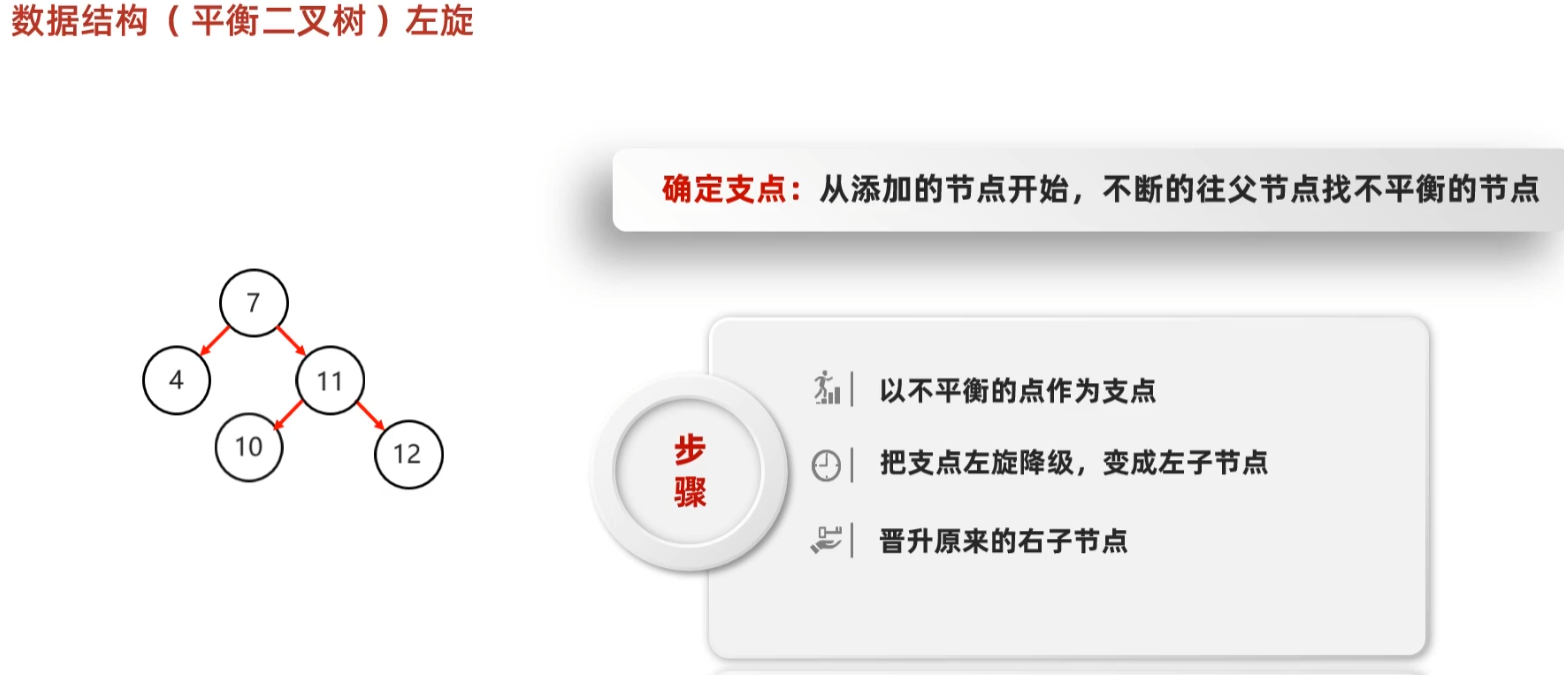 数据结构（平衡二叉树）左旋
确定支点：从添加的节点开始，不断的往父节点找不平衡的节点
7
4
11
10
12
步
骤
以不平衡的点作为支点
把支点左旋降级，变成左子节点
晋升原来的右子节点